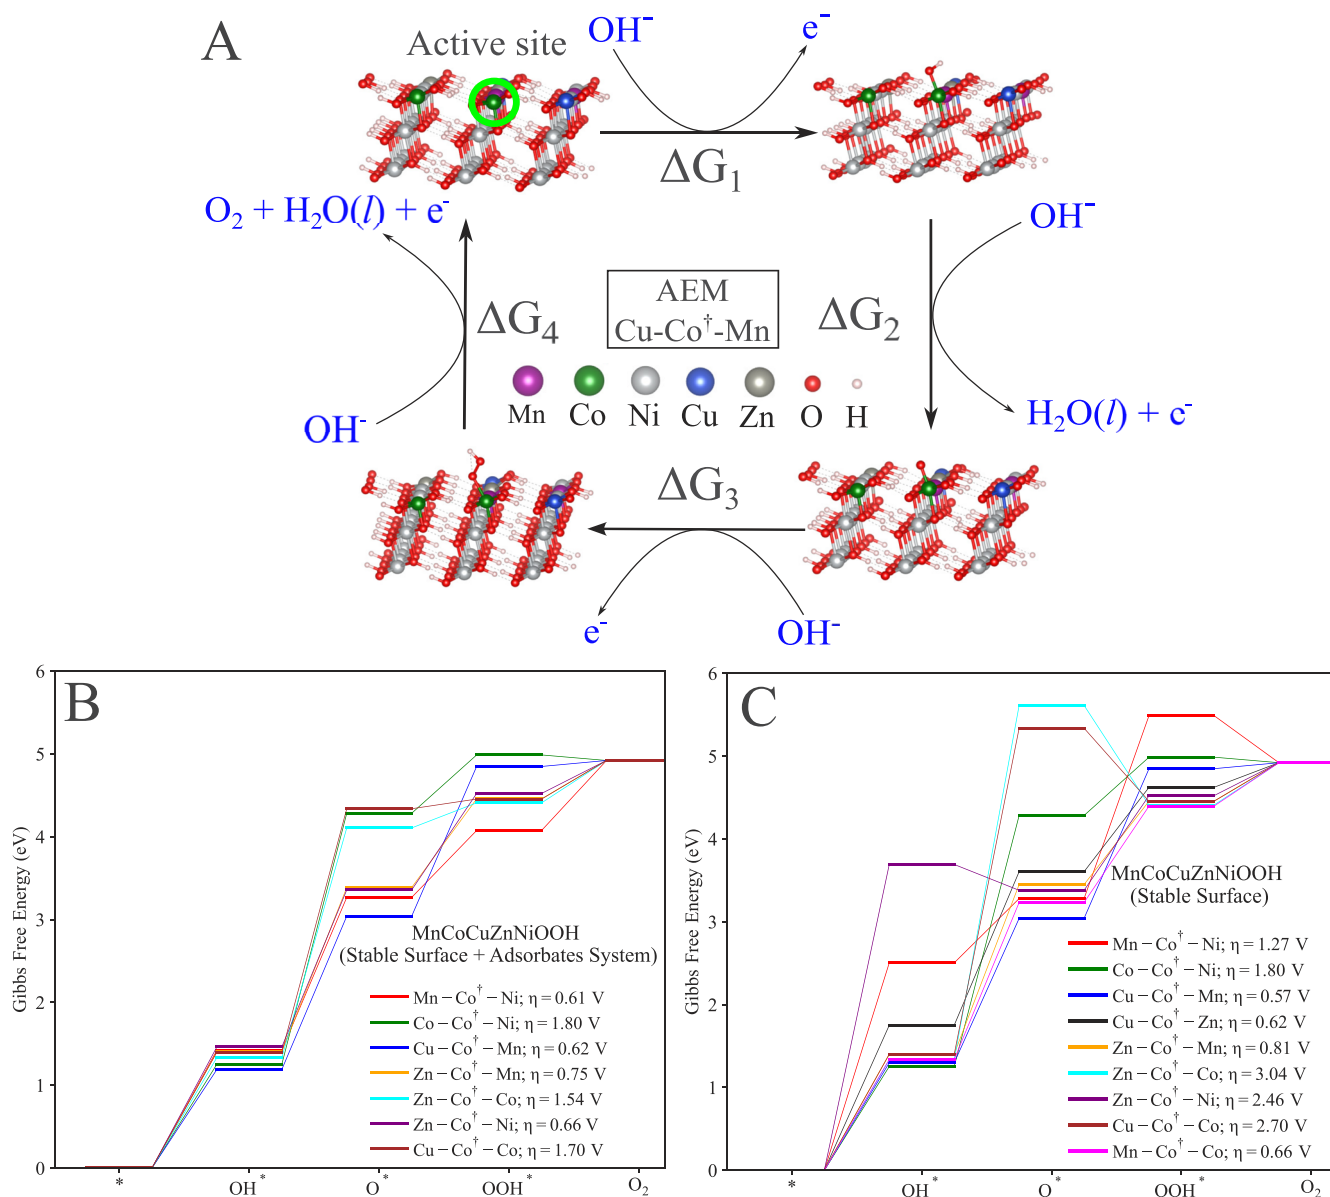 A
Active site
OH⁻
e⁻
ΔG₁
O₂ + H₂O(l) + e⁻
OH⁻
AEM
Cu-Co†-Mn
ΔG₄
ΔG₂
Mn Co Ni Cu Zn O H
OH⁻
H₂O(l) + c⁻
ΔG₃
e⁻
OH⁻
B
6
5
4
3
2
1
0
Gibbs Free Energy (eV)
MnCoCuZnNiOOH
(Stable Surface + Adsorbates System)
Mn − Co† − Ni; η = 0.61 V
Co − Co† − Ni; η = 1.80 V
Cu − Co† − Mn; η = 0.62 V
Zn − Co† − Mn; η = 0.75 V
Zn − Co† − Co; η = 1.54 V
Zn − Co† − Ni; η = 0.66 V
Cu − Co† − Co; η = 1.70 V
* OH* O* OOH* O₂
C
6
5
4
3
2
1
0
Gibbs Free Energy (eV)
MnCoCuZnNiOOH
(Stable Surface)
Mn − Co† − Ni; η = 1.27 V
Co − Co† − Ni; η = 1.80 V
Cu − Co† − Mn; η = 0.57 V
Cu − Co† − Zn; η = 0.62 V
Zn − Co† − Mn; η = 0.81 V
Zn − Co† − Co; η = 3.04 V
Zn − Co† − Ni; η = 2.46 V
Cu − Co† − Co; η = 2.70 V
Mn − Co† − Co; η = 0.66 V
* OH* O* OOH* O₂